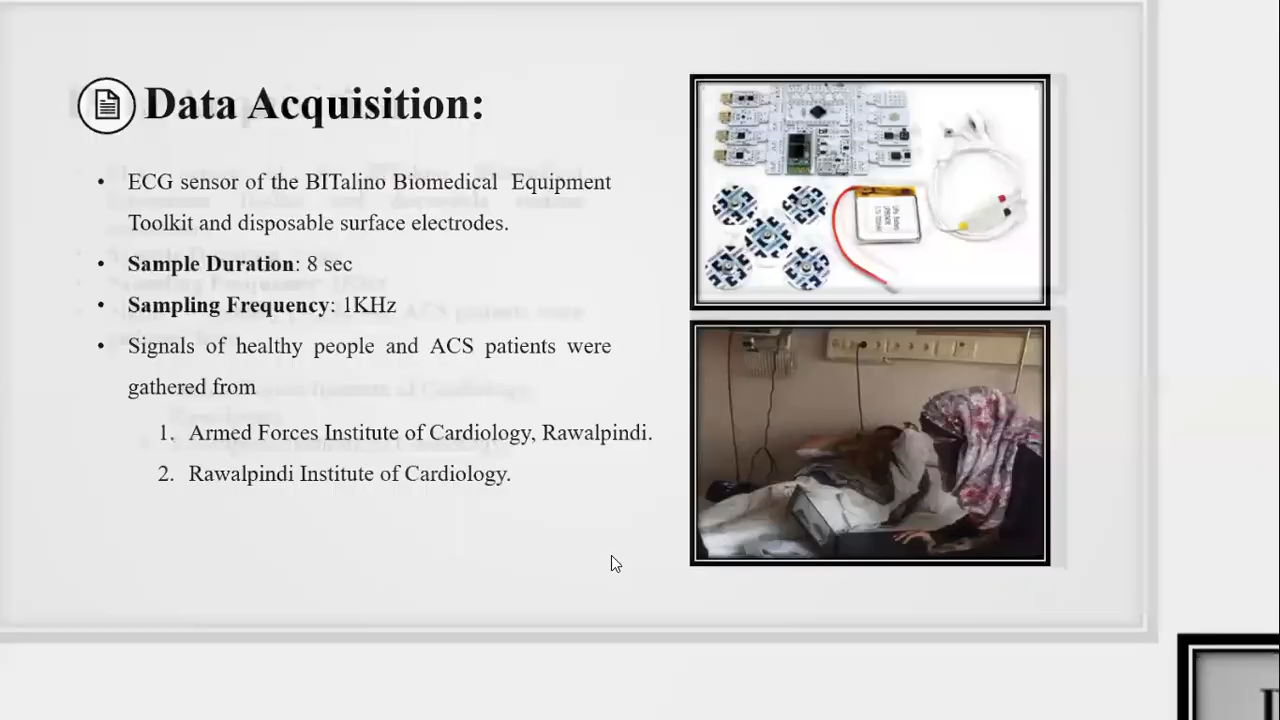 Data Acquisition:
• ECG sensor of the BITalino Biomedical Equipment
Toolkit and disposable surface electrodes.
• Sample Duration: 8 sec
• Sampling Frequency: 1KHz
• Signals of healthy people and ACS patients were
gathered from
1. Armed Forces Institute of Cardiology, Rawalpindi.
2. Rawalpindi Institute of Cardiology.